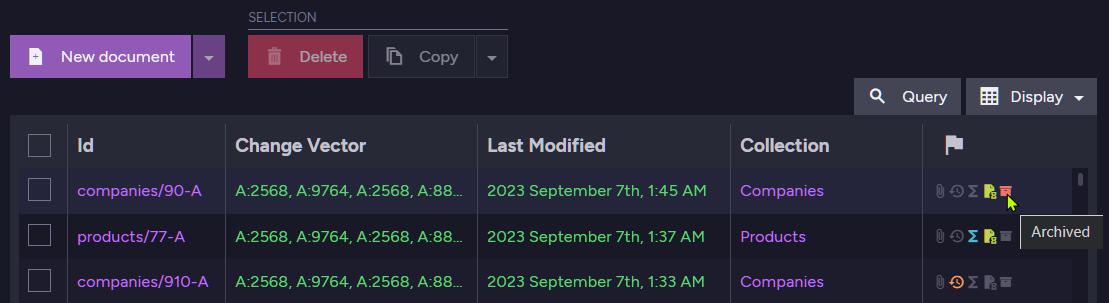 SELECTION
New document
Delete
Copy
Query
Display
Id Change Vector Last Modified Collection
companies/90-A A:2568, A:9764, A:2568, A:88... 2023 September 7th, 1:45 AM Companies
products/77-A A:2568, A:9764, A:2568, A:88... 2023 September 7th, 1:37 AM Products
Archived
companies/910-A A:2568, A:9764, A:2568, A:88... 2023 September 7th, 1:33 AM Companies